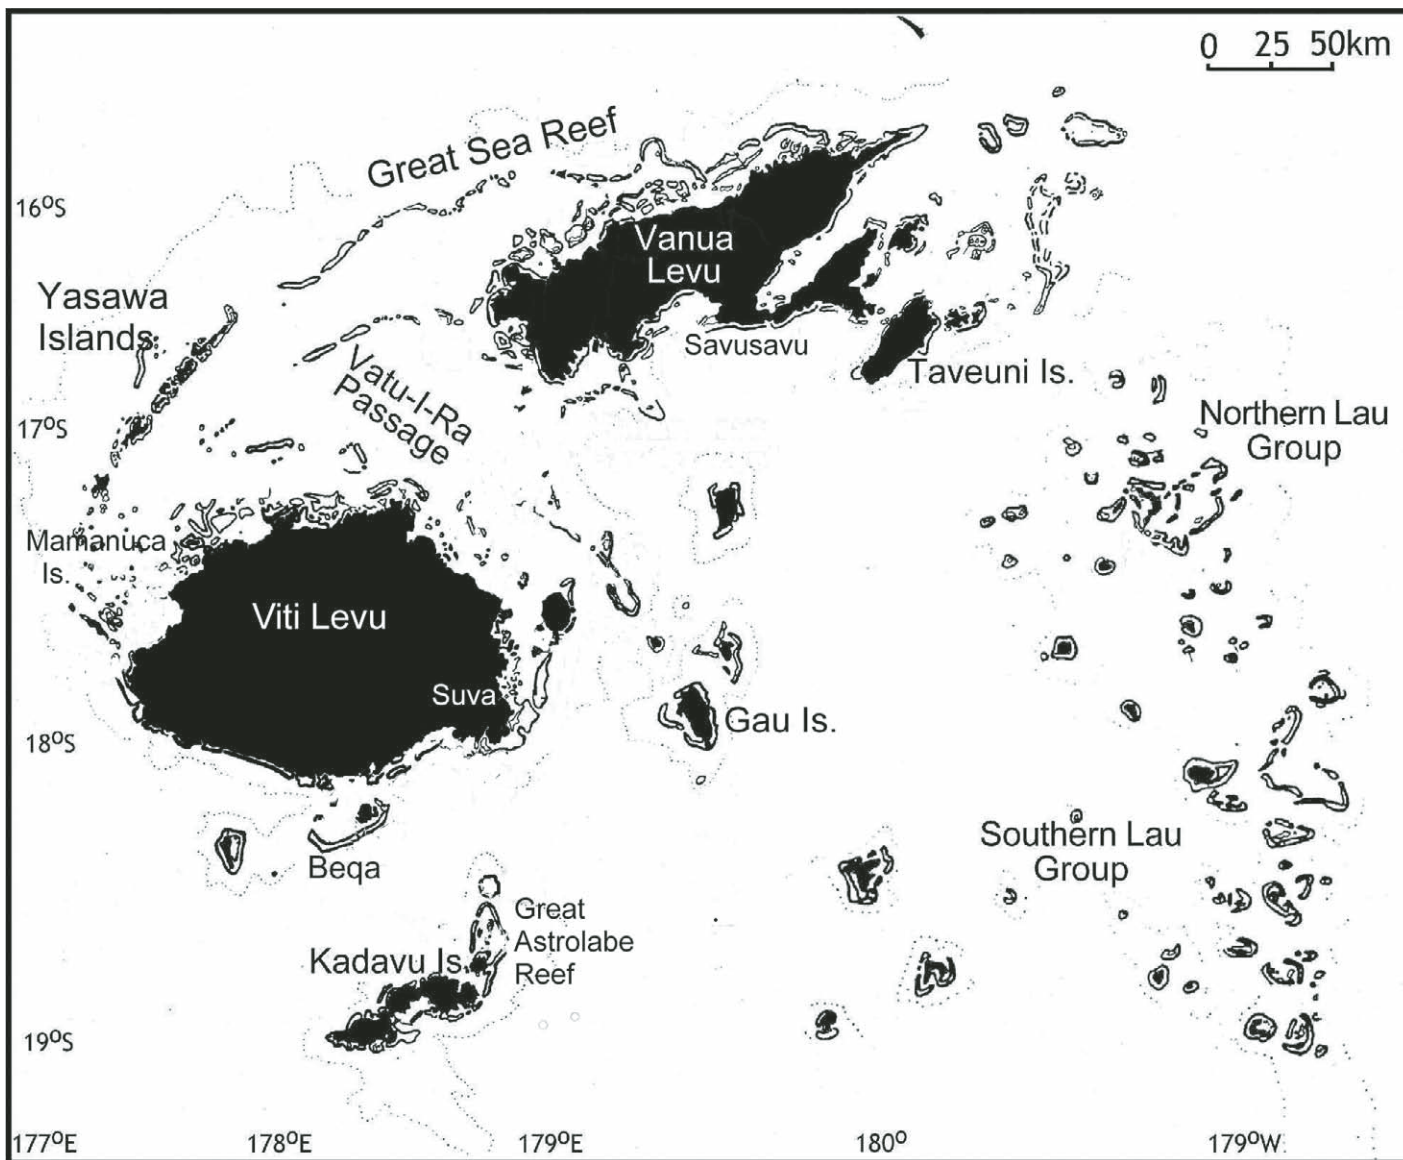 0 25 50km
Great Sea Reef
16°S
Vanua
Levu
Yasawa
Islands
Savusavu
Taveuni Is.
Vatu-I-Ra
Passage
17°S
Northern Lau
Group
Mamanuca
Is.
Viti Levu
Suva
Gau Is.
18°S
Southern Lau
Group
Beqa
Great
Astrolabe
Reef
Kadavu Is.
19°S
177°E 178°E 179°E 180° 179°W